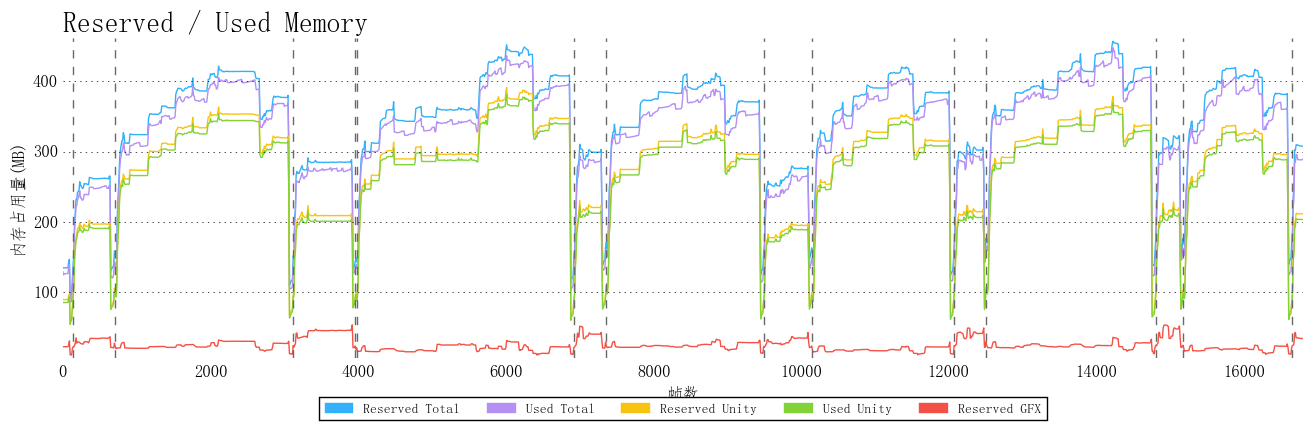 Reserved / Used Memory
内存占用量(MB)
400
300
200
100
0 2000 4000 6000 8000 10000 12000 14000 16000
帧数
Reserved Total Used Total Reserved Unity Used Unity Reserved GFX